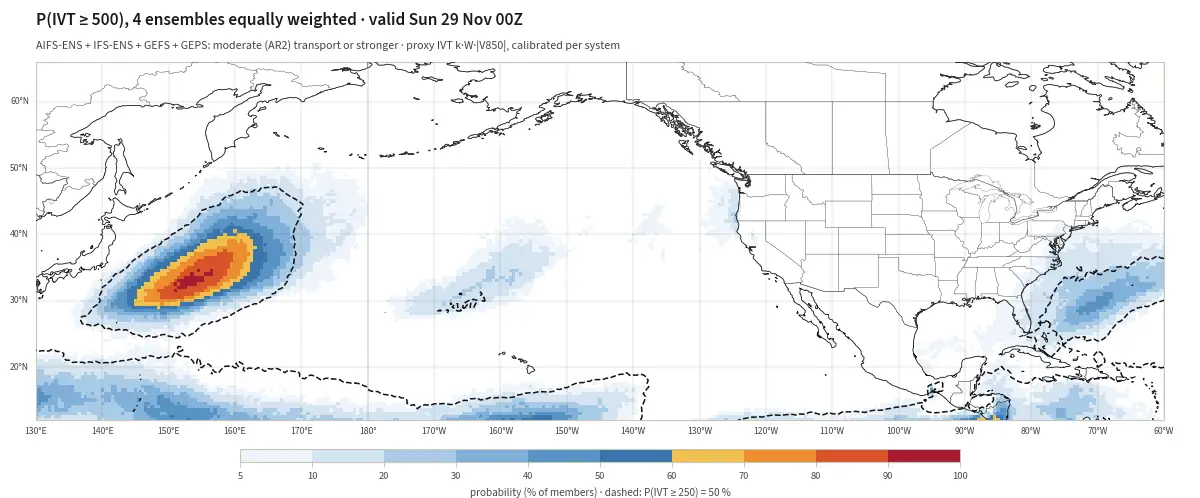 P(IVT ≥ 500), 4 ensembles equally weighted · valid Sun 29 Nov 00Z
AIFS-ENS + IFS-ENS + GEFS + GEPS: moderate (AR2) transport or stronger · proxy IVT k·W·|V850|, calibrated per system
60°N
50°N
40°N
30°N
20°N
130°E 140°E 150°E 160°E 170°E 180° 170°W 160°W 150°W 140°W 130°W 120°W 110°W 100°W 90°W 80°W 70°W 60°W
5 10 20 30 40 50 60 70 80 90 100
probability (% of members) · dashed: P(IVT ≥ 250) = 50 %